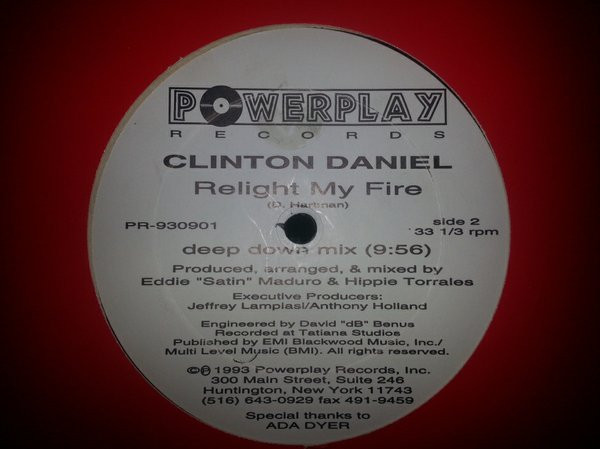 POWERPLAY
RECORDS
CLINTON DANIEL
Relight My Fire
(D. Hartman)
PR-930901
side 2
33 1/3 rpm
deep down mix (9:56)
Produced, arranged, & mixed by
Eddie "Satin" Maduro & Hippie Torrales
Executive Producers:
Jeffrey Lamplasi/Anthony Holland
Engineered by David "dB" Benus
Recorded at Tatiana Studios
Published by EMI Blackwood Music, Inc./
Multi Level Music (BMI). All rights reserved.
©℗ 1993 Powerplay Records, Inc.
300 Main Street, Suite 246
Huntington, New York 11743
(516) 643-0929 fax 491-9459
Special thanks to
ADA DYER